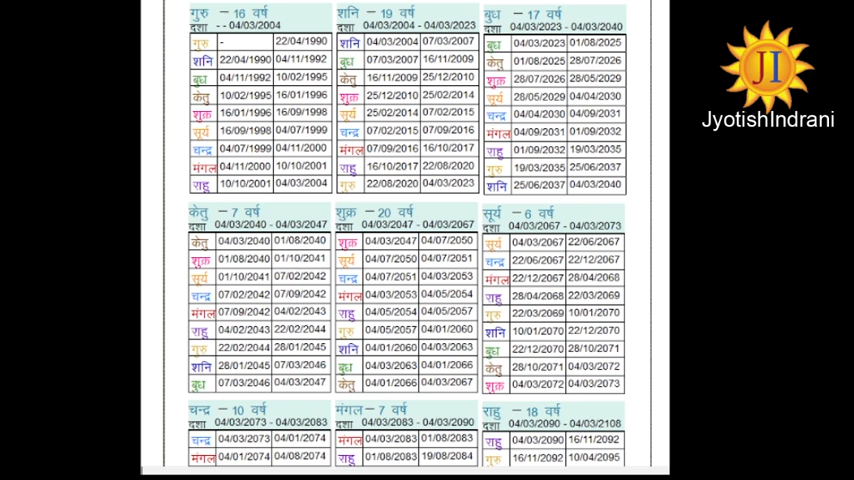 गुरु - 16 वर्ष
दशा - - 04/03/2004
गुरु - 22/04/1990
शनि 22/04/1990 04/11/1992
बुध 04/11/1992 10/02/1995
केतु 10/02/1995 16/01/1996
शुक्र 16/01/1996 16/09/1998
सूर्य 16/09/1998 04/07/1999
चन्द्र 04/07/1999 04/11/2000
मंगल 04/11/2000 10/10/2001
राहु 10/10/2001 04/03/2004
शनि - 19 वर्ष
दशा 04/03/2004 - 04/03/2023
शनि 04/03/2004 07/03/2007
बुध 07/03/2007 16/11/2009
केतु 16/11/2009 25/12/2010
शुक्र 25/12/2010 25/02/2014
सूर्य 25/02/2014 07/02/2015
चन्द्र 07/02/2015 07/09/2016
मंगल 07/09/2016 16/10/2017
राहु 16/10/2017 22/08/2020
गुरु 22/08/2020 04/03/2023
बुध - 17 वर्ष
दशा 04/03/2023 - 04/03/2040
बुध 04/03/2023 01/08/2025
केतु 01/08/2025 28/07/2026
शुक्र 28/07/2026 28/05/2029
सूर्य 28/05/2029 04/04/2030
चन्द्र 04/04/2030 04/09/2031
मंगल 04/09/2031 01/09/2032
राहु 01/09/2032 19/03/2035
गुरु 19/03/2035 25/06/2037
शनि 25/06/2037 04/03/2040
JI
JyotishIndrani
केतु - 7 वर्ष
दशा 04/03/2040 - 04/03/2047
केतु 04/03/2040 01/08/2040
शुक्र 01/08/2040 01/10/2041
सूर्य 01/10/2041 07/02/2042
चन्द्र 07/02/2042 07/09/2042
मंगल 07/09/2042 04/02/2043
राहु 04/02/2043 22/02/2044
गुरु 22/02/2044 28/01/2045
शनि 28/01/2045 07/03/2046
बुध 07/03/2046 04/03/2047
शुक्र - 20 वर्ष
दशा 04/03/2047 - 04/03/2067
शुक्र 04/03/2047 04/07/2050
सूर्य 04/07/2050 04/07/2051
चन्द्र 04/07/2051 04/03/2053
मंगल 04/03/2053 04/05/2054
राहु 04/05/2054 04/05/2057
गुरु 04/05/2057 04/01/2060
शनि 04/01/2060 04/03/2063
बुध 04/03/2063 04/01/2066
केतु 04/01/2066 04/03/2067
सूर्य - 6 वर्ष
दशा 04/03/2067 - 04/03/2073
सूर्य 04/03/2067 22/06/2067
चन्द्र 22/06/2067 22/12/2067
मंगल 22/12/2067 28/04/2068
राहु 28/04/2068 22/03/2069
गुरु 22/03/2069 10/01/2070
शनि 10/01/2070 22/12/2070
बुध 22/12/2070 28/10/2071
केतु 28/10/2071 04/03/2072
शुक्र 04/03/2072 04/03/2073
चन्द्र - 10 वर्ष
दशा 04/03/2073 - 04/03/2083
चन्द्र 04/03/2073 04/01/2074
मंगल 04/01/2074 04/08/2074
मंगल - 7 वर्ष
दशा 04/03/2083 - 04/03/2090
मंगल 04/03/2083 01/08/2083
राहु 01/08/2083 19/08/2084
राहु - 18 वर्ष
दशा 04/03/2090 - 04/03/2108
राहु 04/03/2090 16/11/2092
गुरु 16/11/2092 10/04/2095